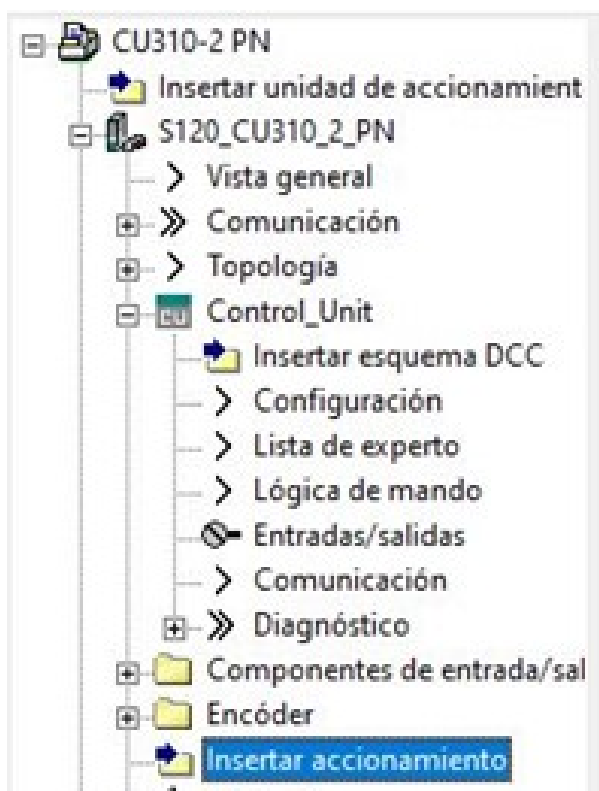 CU310-2 PN
Insertar unidad de accionamient
S120_CU310_2_PN
Vista general
Comunicación
Topología
Control_Unit
Insertar esquema DCC
Configuración
Lista de experto
Lógica de mando
Entradas/salidas
Comunicación
Diagnóstico
Componentes de entrada/sal
Encóder
Insertar accionamiento